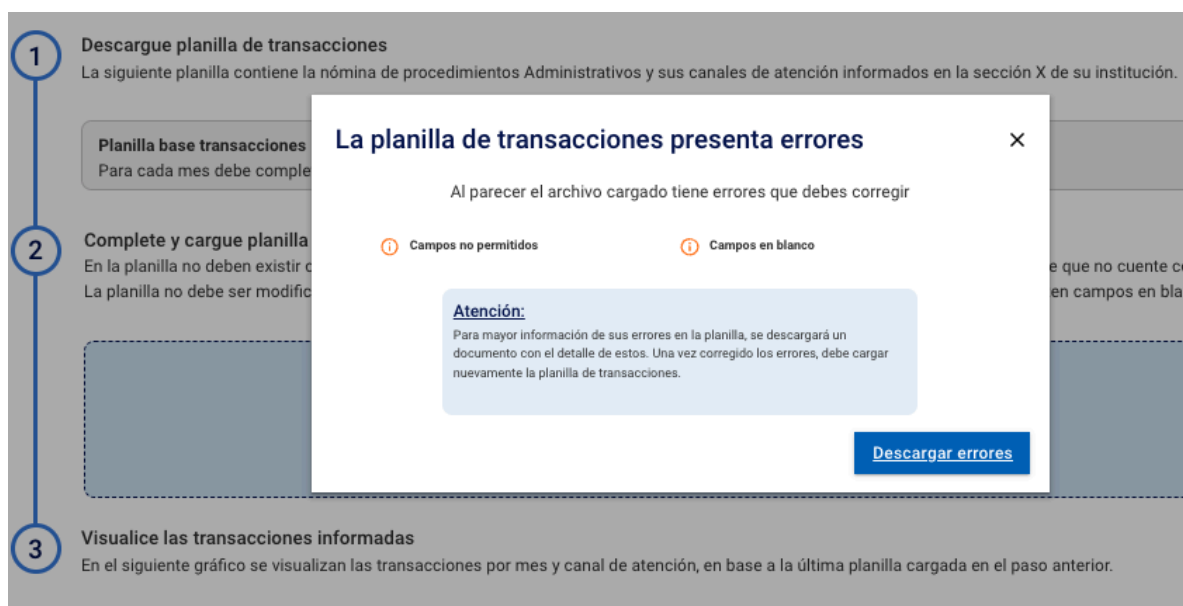 1
Descargue planilla de transacciones
La siguiente planilla contiene la nómina de procedimientos Administrativos y sus canales de atención informados en la sección X de su institución.
Planilla base transacciones
Para cada mes debe comple
La planilla de transacciones presenta errores
Al parecer el archivo cargado tiene errores que debes corregir
Campos no permitidos
Campos en blanco
Atención:
Para mayor información de sus errores en la planilla, se descargará un
documento con el detalle de estos. Una vez corregido los errores, debe cargar
nuevamente la planilla de transacciones.
Descargar errores
2
Complete y cargue planilla
En la planilla no deben existir e que no cuente
La planilla no debe ser modific en campos en bla
3
Visualice las transacciones informadas
En el siguiente gráfico se visualizan las transacciones por mes y canal de atención, en base a la última planilla cargada en el paso anterior.